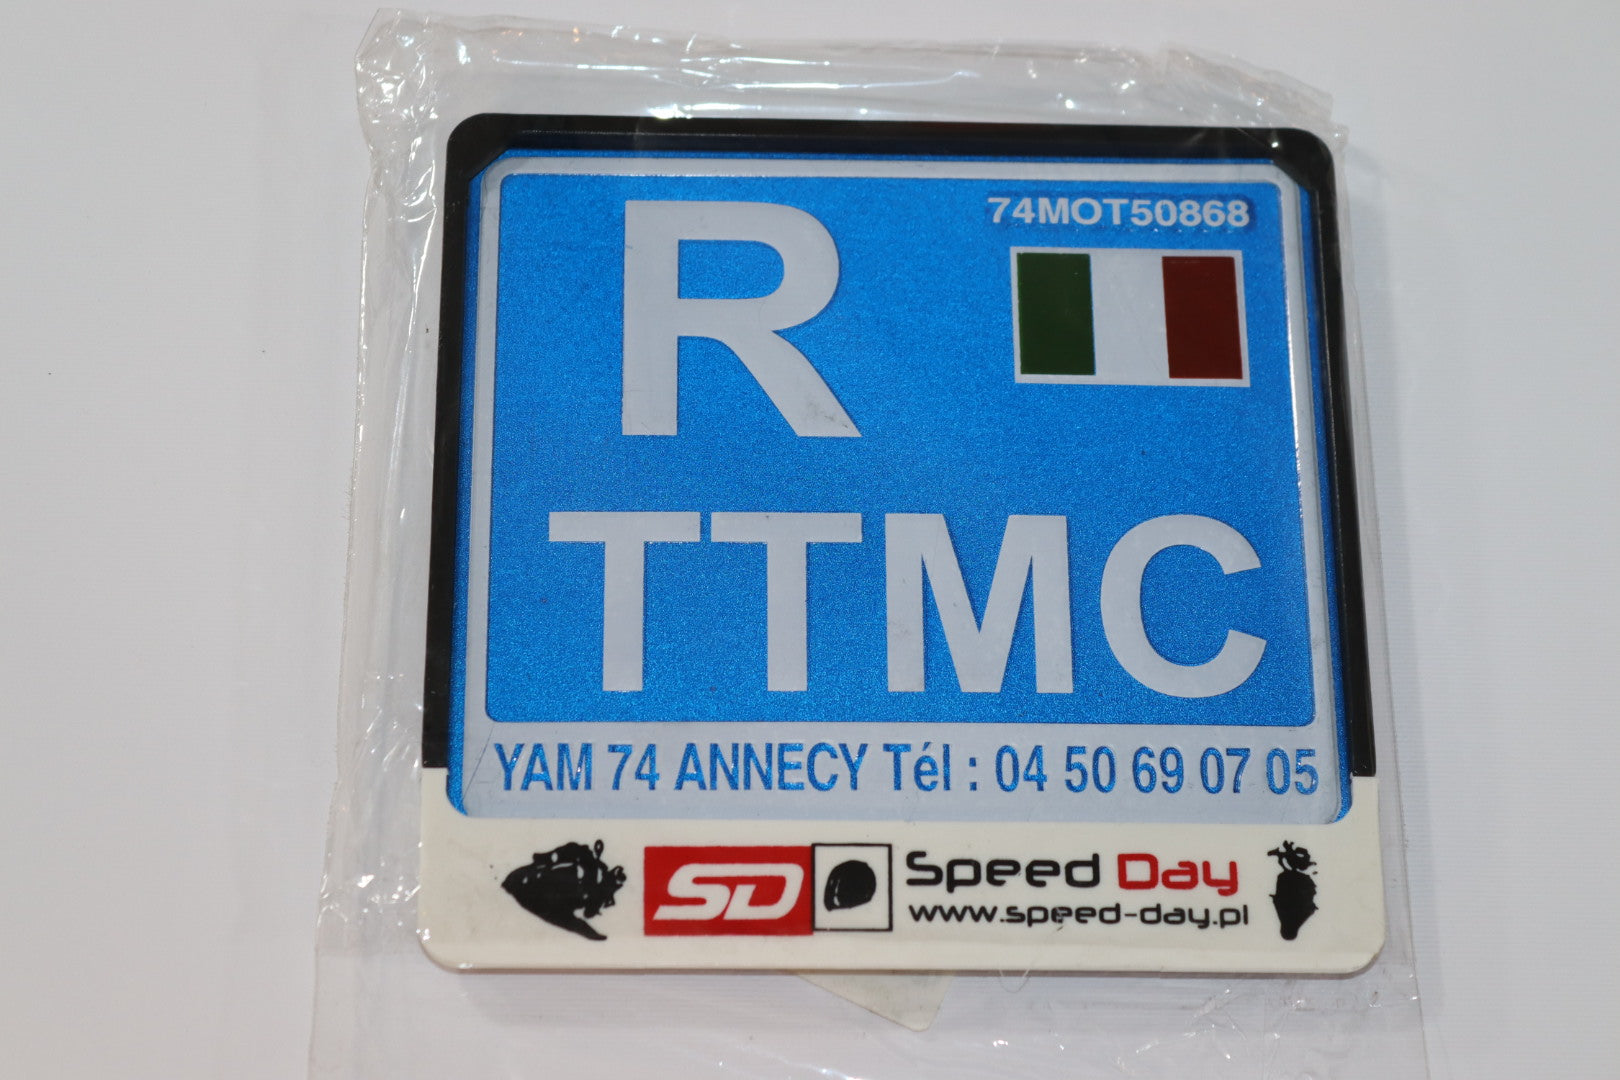 74MOT50868
R
TTMC
YAM 74 ANNECY Tél : 04 50 69 07 05
SD Speed Day
www.speed-day.pl